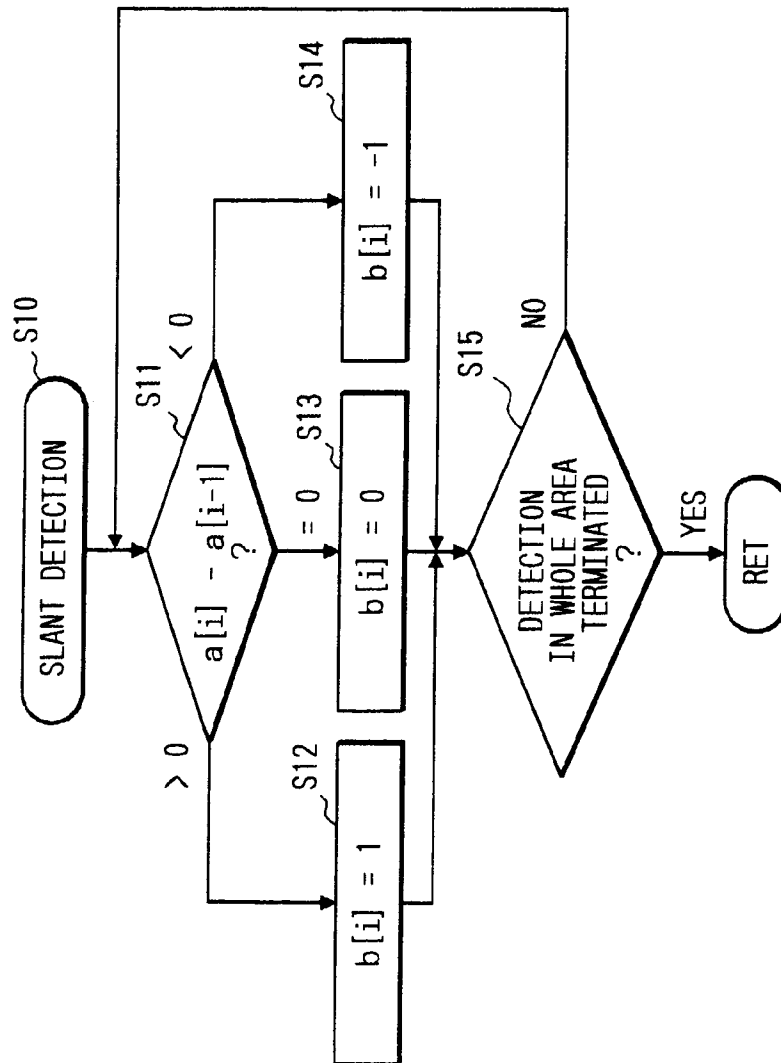 SLANT DETECTION
S10
S11
a[i] - a[i-1]
?
> 0
= 0
< 0
S12
b[i] = 1
S13
b[i] = 0
S14
b[i] = -1
S15
DETECTION
IN WHOLE AREA
TERMINATED
?
NO
YES
RET